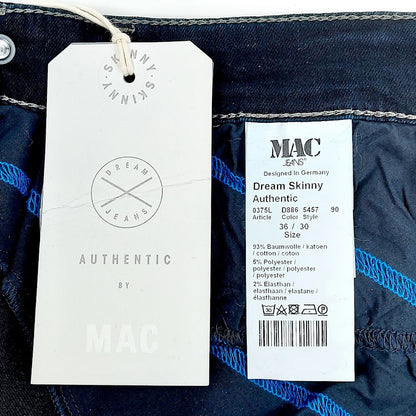 SKINNY · SKINNY ·
DREAM
JEANS
AUTHENTIC
BY
MAC
MAC
JEANS
Designed in Germany
Dream Skinny
Authentic
0375L D886 5457 90
Article Color Style
36 / 30
Size
93% Baumwolle / katoen
/ cotton / coton
5% Polyester /
polyester / polyester /
polyester
2% Elasthan /
elasthaan / elastane /
élasthanne